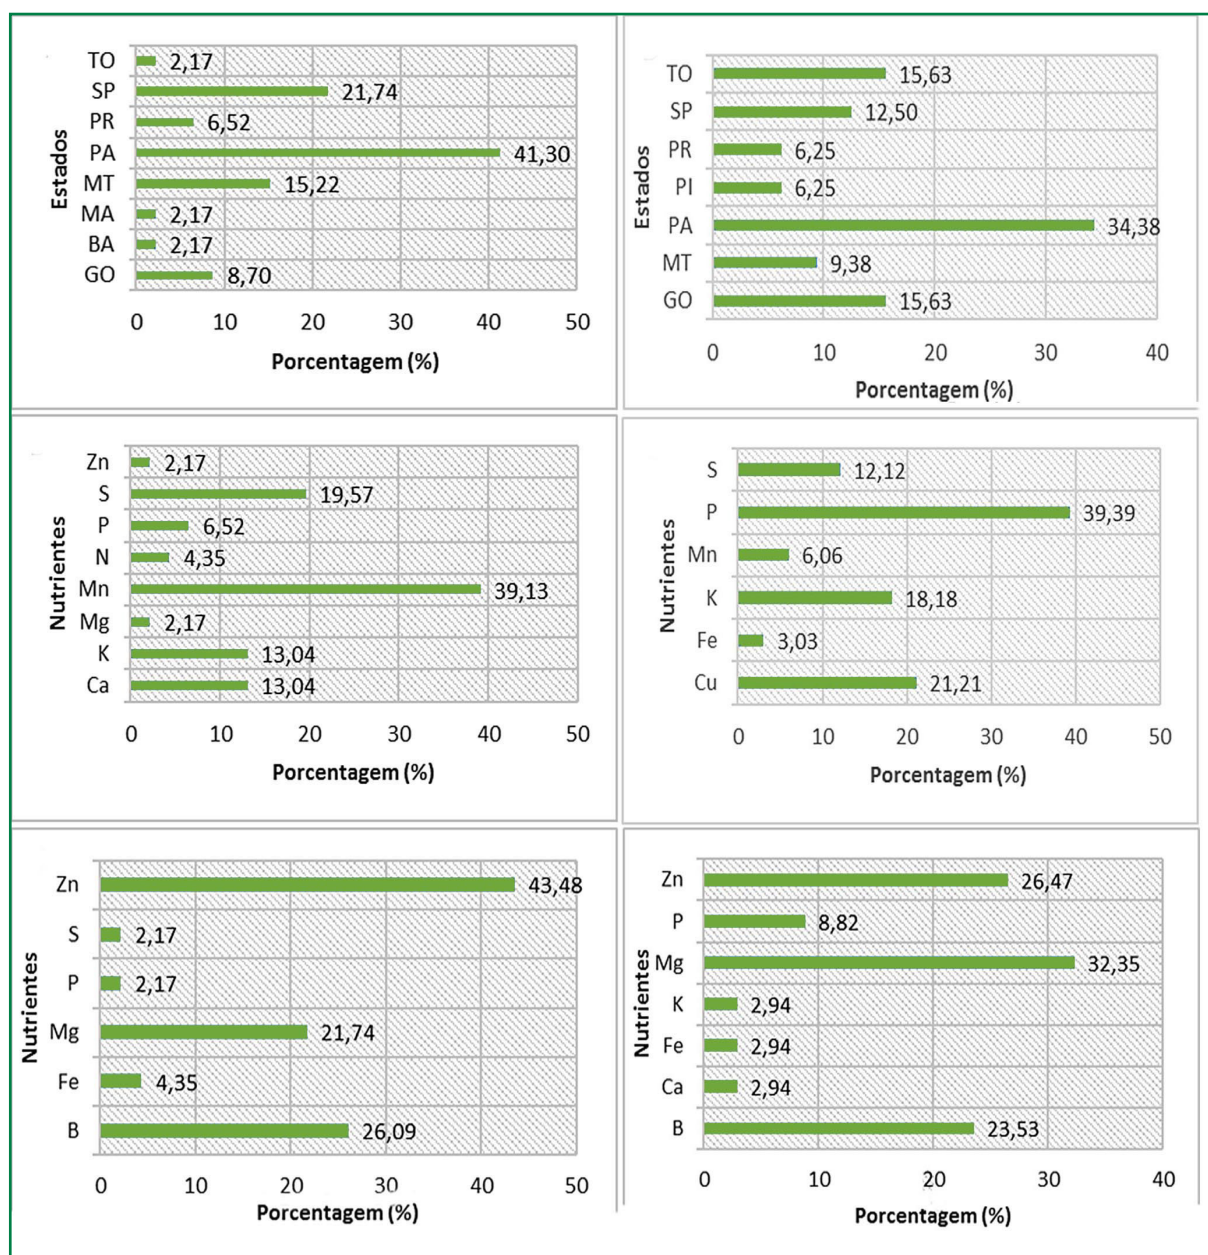 Estados
TO 2,17
SP 21,74
PR 6,52
PA 41,30
MT 15,22
MA 2,17
BA 2,17
GO 8,70
0 10 20 30 40 50
Porcentagem (%)
Estados
TO 15,63
SP 12,50
PR 6,25
PI 6,25
PA 34,38
MT 9,38
GO 15,63
0 10 20 30 40
Porcentagem (%)
Nutrientes
Zn 2,17
S 19,57
P 6,52
N 4,35
Mn 39,13
Mg 2,17
K 13,04
Ca 13,04
0 10 20 30 40 50
Porcentagem (%)
Nutrientes
S 12,12
P 39,39
Mn 6,06
K 18,18
Fe 3,03
Cu 21,21
0 10 20 30 40 50
Porcentagem (%)
Nutrientes
Zn 43,48
S 2,17
P 2,17
Mg 21,74
Fe 4,35
B 26,09
0 10 20 30 40 50
Porcentagem (%)
Nutrientes
Zn 26,47
P 8,82
Mg 32,35
K 2,94
Fe 2,94
Ca 2,94
B 23,53
0 10 20 30 40
Porcentagem (%)